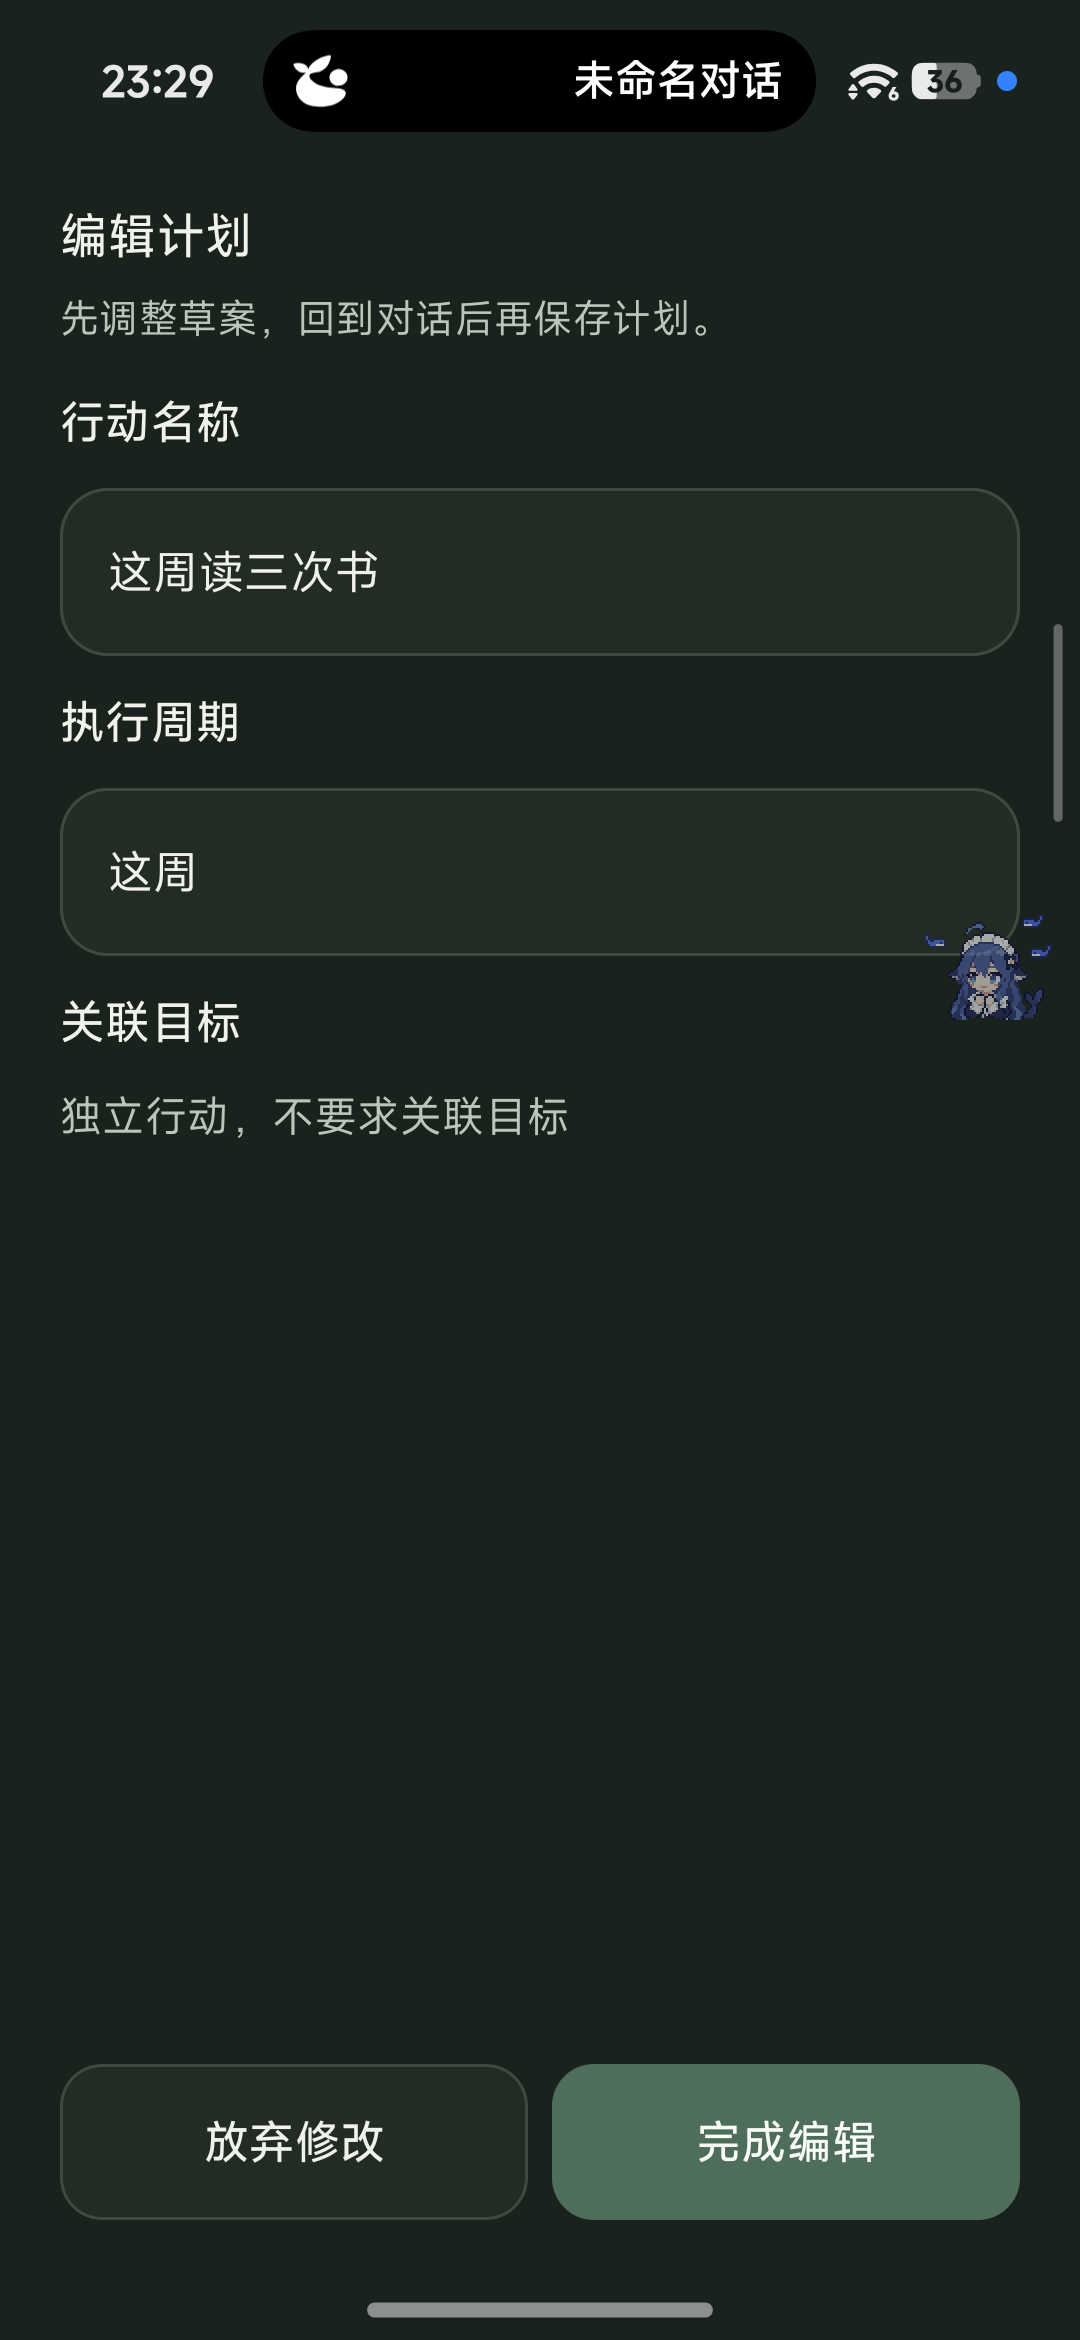 23:29
未命名对话
6
36
编辑计划
先调整草案，回到对话后再保存计划。
行动名称
这周读三次书
执行周期
这周
关联目标
独立行动，不要求关联目标
放弃修改
完成编辑